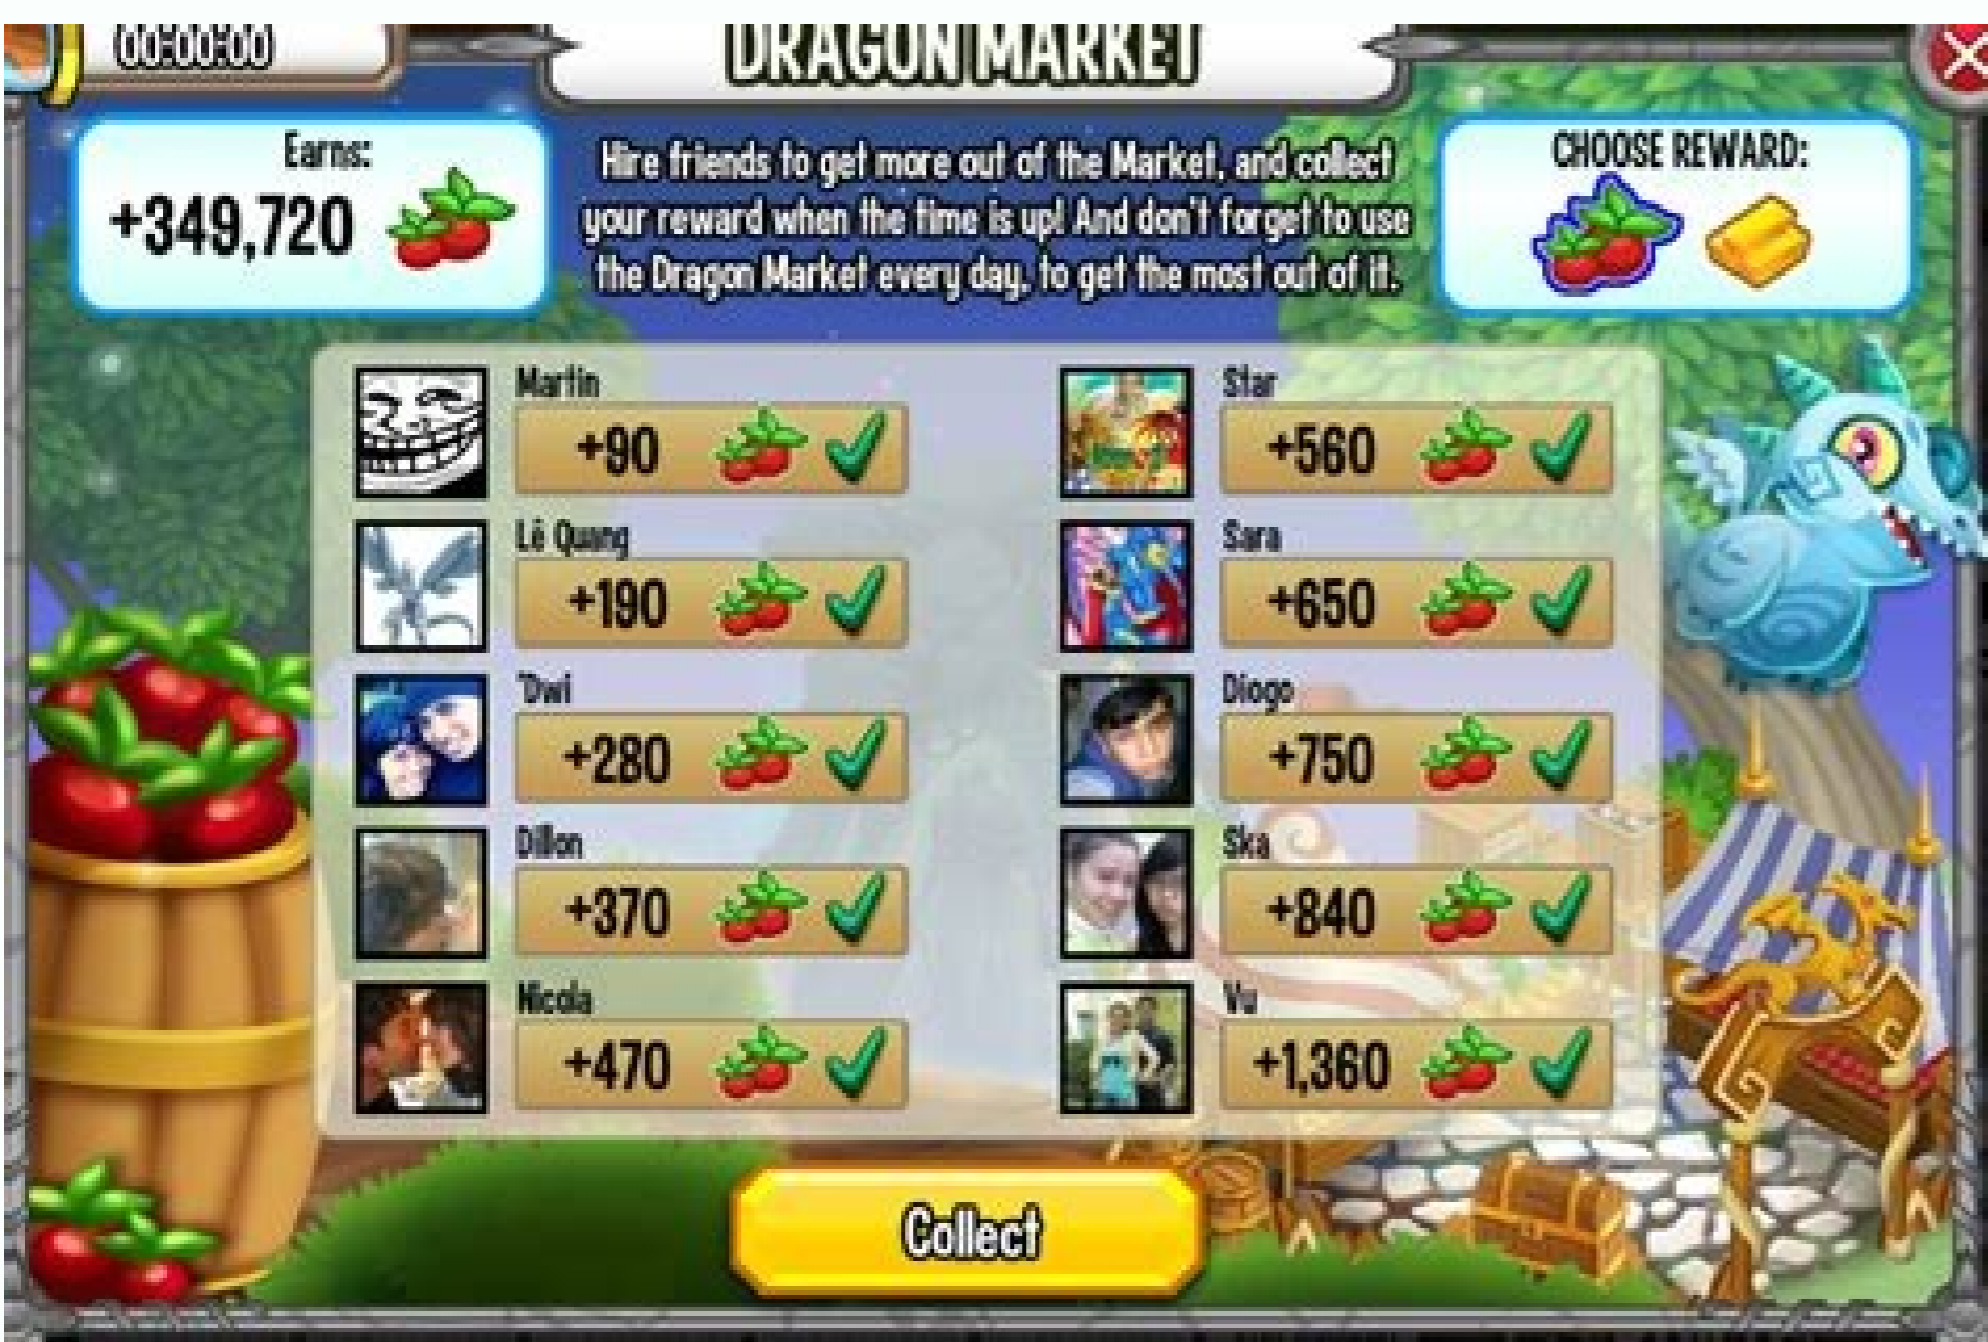 00:00:00
DRAGON MARKET
Earns:
+349,720
Hire friends to get more out of the Market, and collect
your reward when the time is up! And don't forget to use
the Dragon Market every day, to get the most out of it.
CHOOSE REWARD:
Martin
+90
Lê Quang
+190
'Dwi
+280
Dillon
+370
Nicola
+470
Star
+560
Sara
+650
Diogo
+750
Ska
+840
Vu
+1,360
Collect